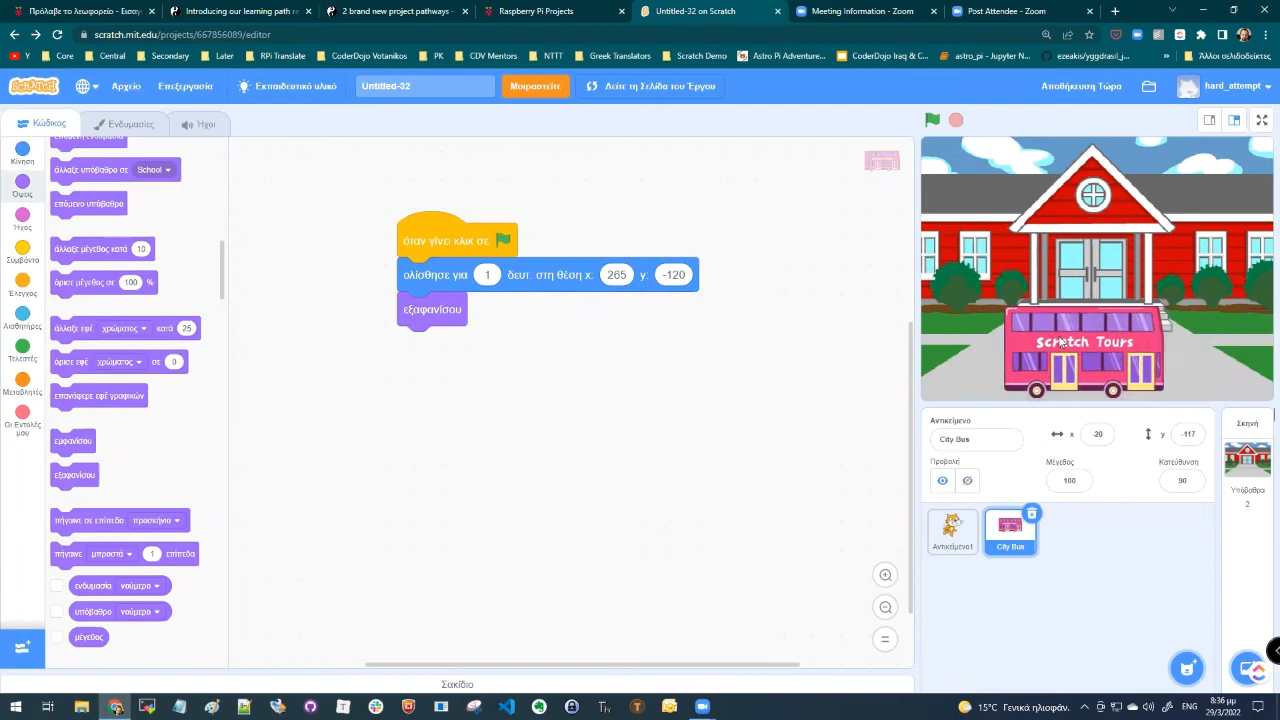 Πρόλαβε το λεωφορείο - Εισαγ
Introducing our learning path re
2 brand new project pathways -
Raspberry Pi Projects
Untitled-32 on Scratch
Meeting Information - Zoom
Post Attendee - Zoom
scratch.mit.edu/projects/667856089/editor
Y
Core
Central
Secondary
Later
RPi Translate
CoderDojo Votanikos
PK
CDV Mentors
NTTT
Greek Translators
Scratch Demo
Astro Pi Adventure...
CoderDojo Iraq & C...
astro_pi - Jupyter N...
ezeakis/yggdrasil_j...
»
Άλλοι σελιδοδείκτες
SCRATCH
Αρχείο
Επεξεργασία
Εκπαιδευτικό υλικό
Untitled-32
Μοιραστείτε
Δείτε τη Σελίδα του Έργου
Αποθήκευση Τώρα
hard_attempt
Κώδικας
Ενδυμασίες
Ήχοι
Κίνηση
Όψεις
Ήχος
Συμβάντα
Έλεγχος
Αισθητήρες
Τελεστές
Μεταβλητές
Οι Εντολές μου
επόμενη ενδυμασία
άλλαξε υπόβαθρο σε School
επόμενο υπόβαθρο
άλλαξε μέγεθος κατά 10
όρισε μέγεθος σε 100 %
άλλαξε εφέ χρώματος κατά 25
όρισε εφέ χρώματος σε 0
επανάφερε εφέ γραφικών
εμφανίσου
εξαφανίσου
πήγαινε σε επίπεδο προσκήνιο
πήγαινε μπροστά 1 επίπεδα
ενδυμασία νούμερο
υπόβαθρο νούμερο
μέγεθος
όταν γίνει κλικ σε
ολίσθησε για 1 δευτ. στη θέση x: 265 y: -120
εξαφανίσου
Scratch Tours
Αντικείμενο
City Bus
x -20
y -117
Προβολή
Μέγεθος
100
Κατεύθυνση
90
Αντικείμενο1
City Bus
Σκηνή
Υπόβαθρα
2
Σακίδιο
15°C Γενικά ηλιοφάν.
ENG
8:36 μμ
29/3/2022